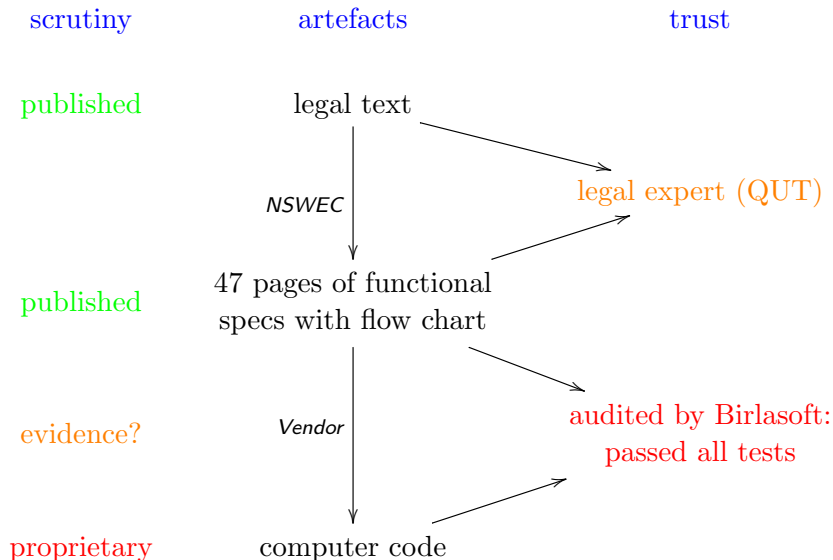 scrutiny artefacts trust
published legal text
legal expert (QUT)
NSWEC
published 47 pages of functional
specs with flow chart
audited by Birlasoft:
evidence? Vendor
passed all tests
proprietary computer code